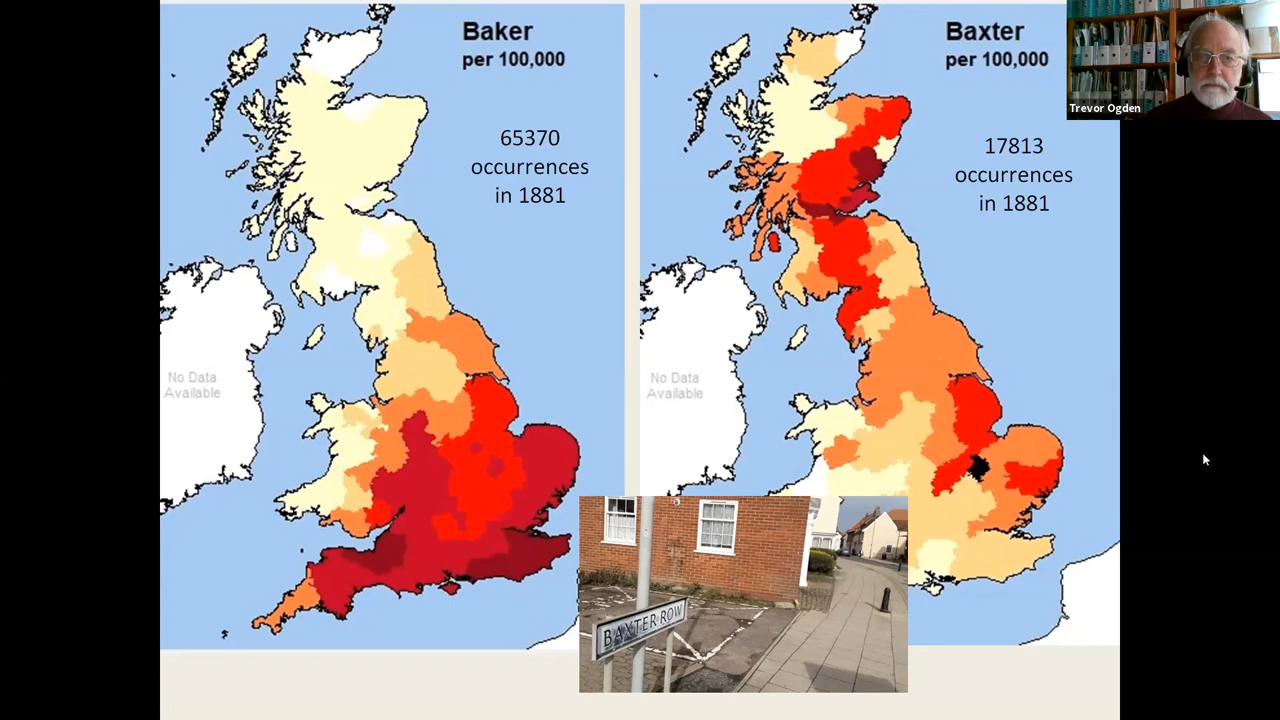 Baker
per 100,000
65370
occurrences
in 1881
No Data
Available
Baxter
per 100,000
17813
occurrences
in 1881
No Data
Available
BAXTER ROW
Trevor Ogden